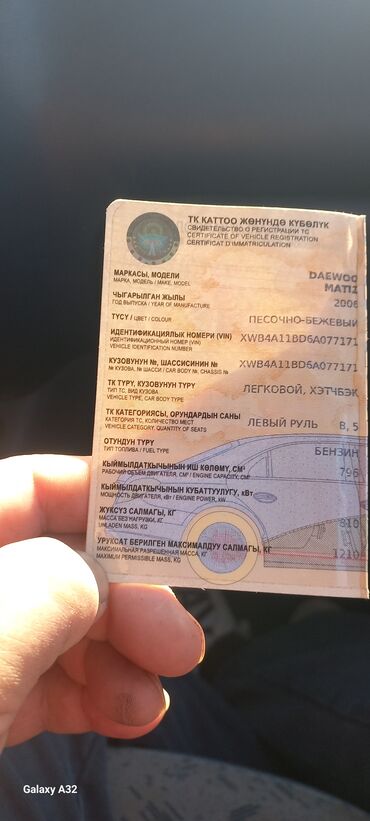 ТК КАТТОО ЖӨНҮНДӨ КҮБӨЛҮК
СВИДЕТЕЛЬСТВО О РЕГИСТРАЦИИ ТС
CERTIFICATE OF VEHICLE REGISTRATION
CERTIFICAT D'IMMATRICULATION
МАРКАСЫ, МОДЕЛИ DAEWOO
МАРКА, МОДЕЛЬ / MAKE, MODEL MATIZ
ЧЫГАРЫЛГАН ЖЫЛЫ 2006
ГОД ВЫПУСКА / YEAR OF MANUFACTURE
ТҮСҮ / ЦВЕТ / COLOUR ПЕСОЧНО-БЕЖЕВЫЙ
ИДЕНТИФИКАЦИЯЛЫК НОМЕРИ (VIN) XWB4A11BD6A077171
ИДЕНТИФИКАЦИОННЫЙ НОМЕР (VIN)
VEHICLE IDENTIFICATION NUMBER
КУЗОВУНУН №, ШАССИСИНИН № XWB4A11BD6A077171
№ КУЗОВА, № ШАССИ / CAR BODY №, CHASSIS №
ТК ТҮРҮ, КУЗОВУНУН ТҮРҮ ЛЕГКОВОЙ, ХЭТЧБЭК
ТИП ТС, ВИД КУЗОВА
VEHICLE TYPE, CAR BODY TYPE
ТК КАТЕГОРИЯСЫ, ОРУНДАРДЫН САНЫ ЛЕВЫЙ РУЛЬ B, 5
КАТЕГОРИЯ ТС, КОЛИЧЕСТВО МЕСТ
VEHICLE CATEGORY, QUANTITY OF SEATS
ОТУНДУН ТҮРҮ БЕНЗИН
ТИП ТОПЛИВА / FUEL TYPE
КЫЙМЫЛДАТКЫЧЫНЫН ИШ КӨЛӨМҮ, СМ³ 796
РАБОЧИЙ ОБЪЕМ ДВИГАТЕЛЯ, СМ³ / ENGINE CAPACITY, CM³
КЫЙМЫЛДАТКЫЧЫНЫН КУБАТТУУЛУГУ, кВт
МОЩНОСТЬ ДВИГАТЕЛЯ, кВт / ENGINE POWER, kW
ЖҮКСҮЗ САЛМАГЫ, КГ 810
МАССА БЕЗ НАГРУЗКИ, КГ
UNLADEN MASS, KG
УРУКСАТ БЕРИЛГЕН МАКСИМАЛДУУ САЛМАГЫ, КГ 1210
МАКСИМАЛЬНАЯ РАЗРЕШЕННАЯ МАССА, КГ
MAXIMUM PERMISSIBLE MASS, KG
Galaxy A32